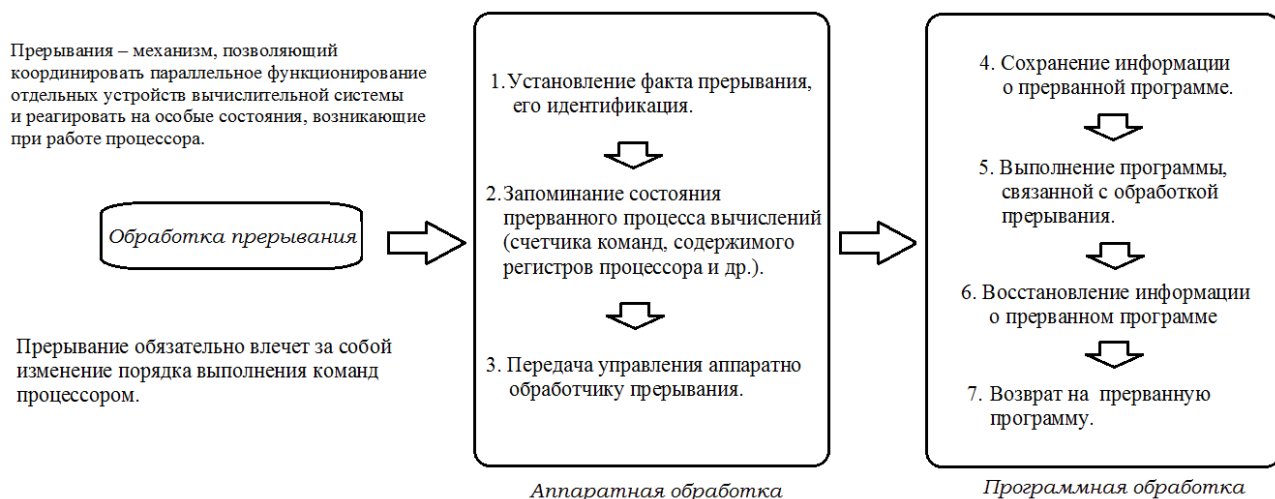 Прерывания – механизм, позволяющий
координировать параллельное функционирование
отдельных устройств вычислительной системы
и реагировать на особые состояния, возникающие
при работе процессора.
Обработка прерывания
Прерывание обязательно влечет за собой
изменение порядка выполнения команд
процессором.
1. Установление факта прерывания,
его идентификация.
2. Запоминание состояния
прерванного процесса вычислений
(счетчика команд, содержимого
регистров процессора и др.).
3. Передача управления аппаратно
обработчику прерывания.
Аппаратная обработка
4. Сохранение информации
о прерванной программе.
5. Выполнение программы,
связанной с обработкой
прерывания.
6. Восстановление информации
о прерванном программе
7. Возврат на прерванную
программу.
Программная обработка